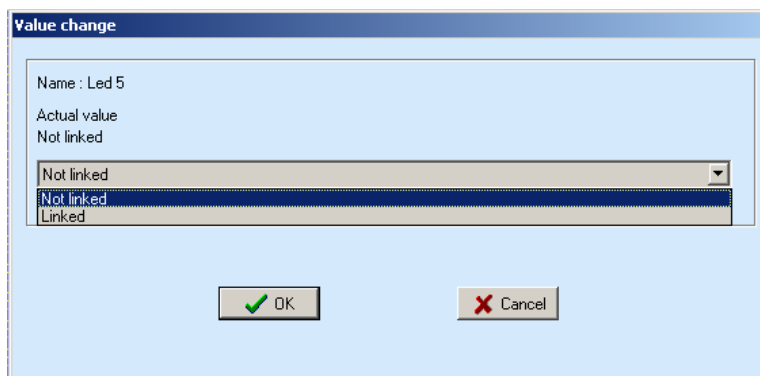 Value change
Name : Led 5
Actual value
Not linked
Not linked
Not linked
Linked
OK
Cancel